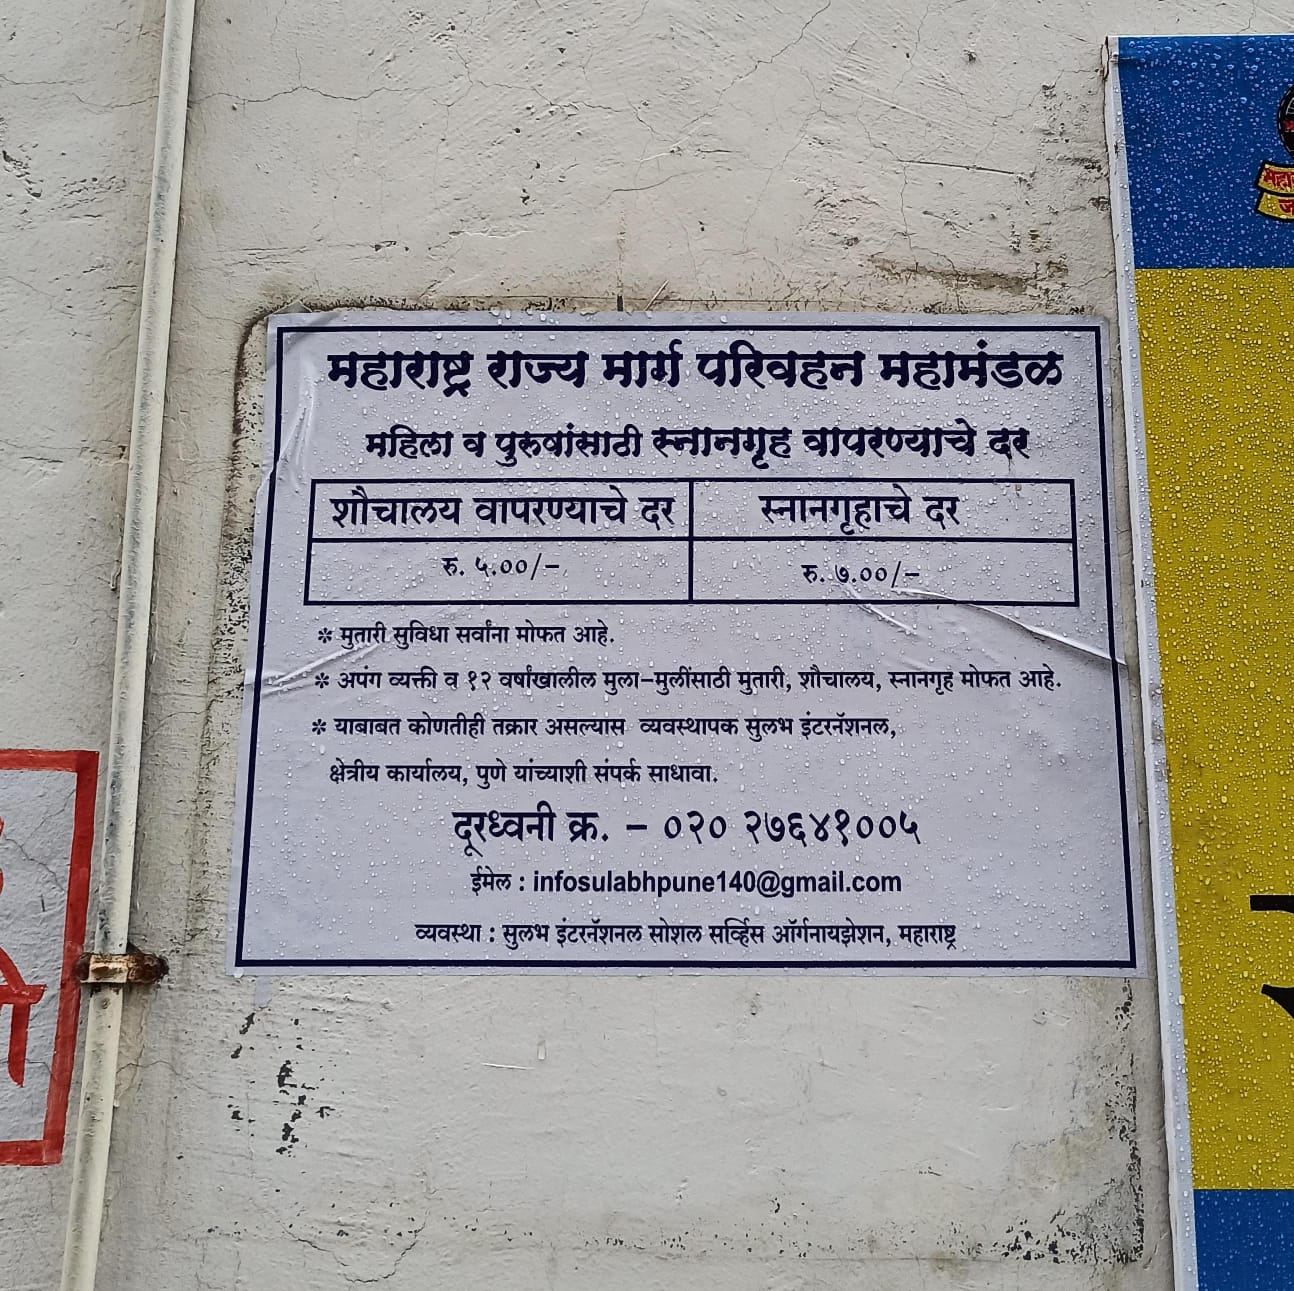 महाराष्ट्र राज्य मार्ग परिवहन महामंडळ
महिला व पुरुषांसाठी स्नानगृह वापरण्याचे दर
शौचालय वापरण्याचे दर स्नानगृहाचे दर
रु. ५.००/- रु. ७.००/-
* मुतारी सुविधा सर्वांना मोफत आहे.
* अपंग व्यक्ती व १२ वर्षांखालील मुला-मुलींसाठी मुतारी, शौचालय, स्नानगृह मोफत आहे.
* याबाबत कोणतीही तक्रार असल्यास व्यवस्थापक सुलभ इंटरनॅशनल,
क्षेत्रीय कार्यालय, पुणे यांच्याशी संपर्क साधावा.
दूरध्वनी क्र. - ०२० २७६४१००५
ईमेल : infosulabhpune140@gmail.com
व्यवस्था : सुलभ इंटरनॅशनल सोशल सर्व्हिस ऑर्गनायझेशन, महाराष्ट्र